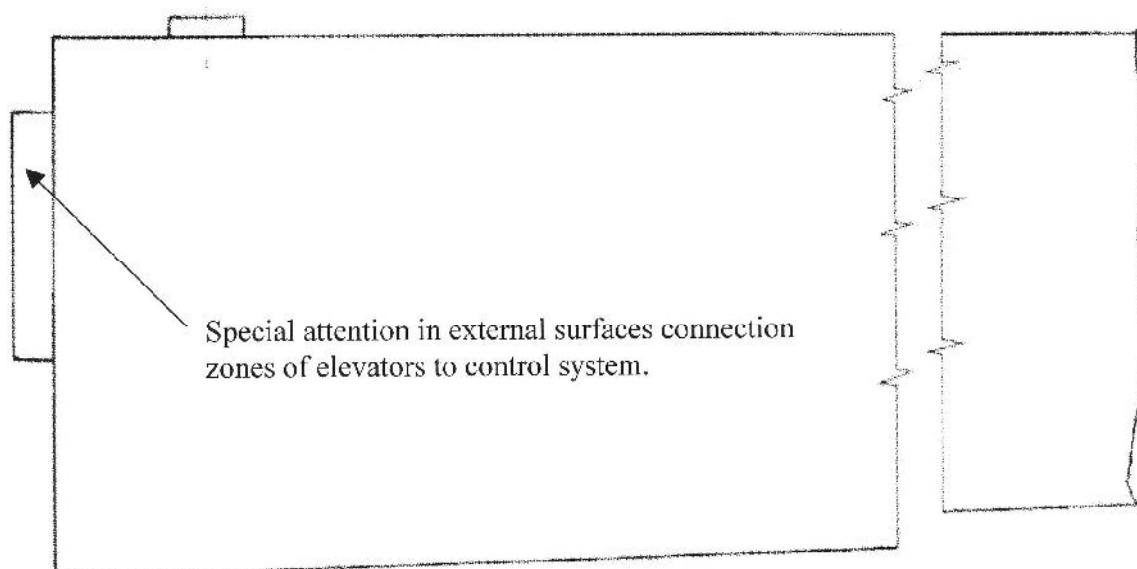 Special attention in external surfaces connection
zones of elevators to control system.